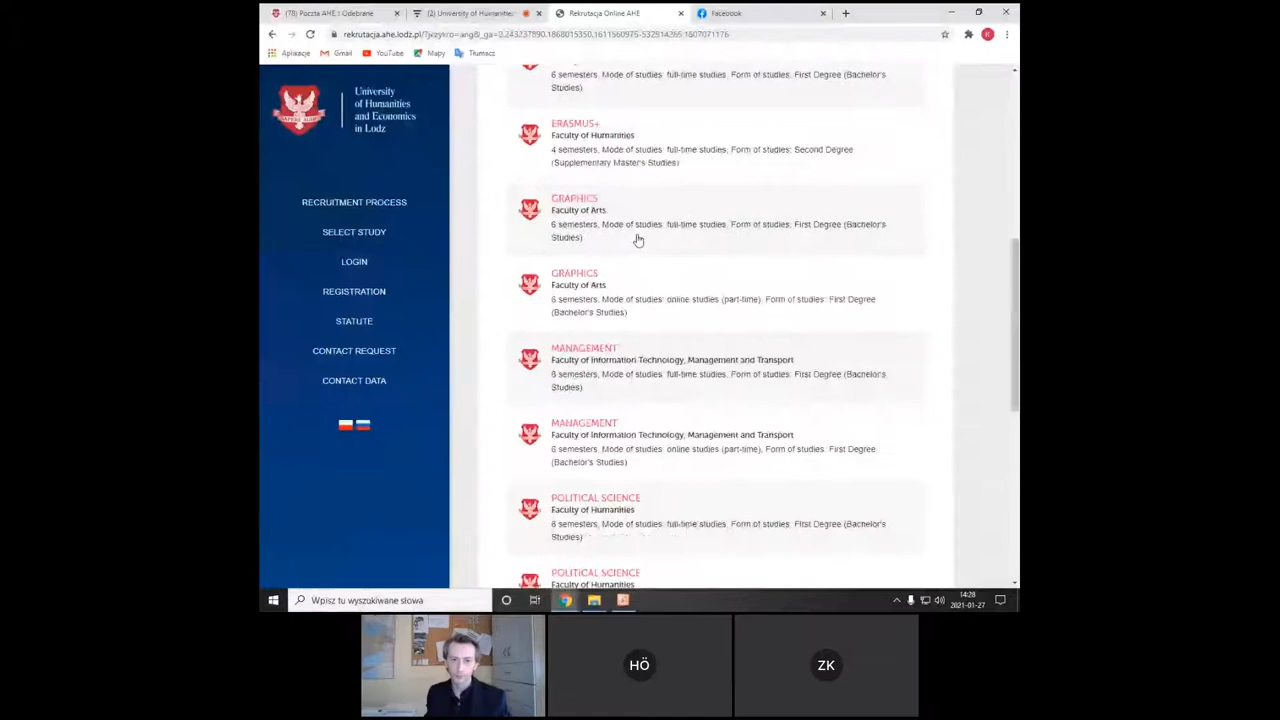 (78) Poczta AHE :: Odebrane
(2) University of Humanities
Rekrutacja Online AHE
Facebook
rekrutacja.ahe.lodz.pl/?jezykro=ang&_ga=2.243237890.1868015350.1611560975-532914265.1607071176
K
Aplikacje
Gmail
YouTube
Mapy
Tłumacz
University
of Humanities
and Economics
in Lodz
RECRUITMENT PROCESS
SELECT STUDY
LOGIN
REGISTRATION
STATUTE
CONTACT REQUEST
CONTACT DATA
6 semesters, Mode of studies: full-time studies, Form of studies: First Degree (Bachelor's
Studies)
ERASMUS+
Faculty of Humanities
4 semesters, Mode of studies: full-time studies, Form of studies: Second Degree
(Supplementary Master's Studies)
GRAPHICS
Faculty of Arts
6 semesters, Mode of studies: full-time studies, Form of studies: First Degree (Bachelor's
Studies)
GRAPHICS
Faculty of Arts
6 semesters, Mode of studies: online studies (part-time), Form of studies: First Degree
(Bachelor's Studies)
MANAGEMENT
Faculty of Information Technology, Management and Transport
6 semesters, Mode of studies: full-time studies, Form of studies: First Degree (Bachelor's
Studies)
MANAGEMENT
Faculty of Information Technology, Management and Transport
6 semesters, Mode of studies: online studies (part-time), Form of studies: First Degree
(Bachelor's Studies)
POLITICAL SCIENCE
Faculty of Humanities
6 semesters, Mode of studies: full-time studies, Form of studies: First Degree (Bachelor's
Studies)
POLITICAL SCIENCE
Faculty of Humanities
Wpisz tu wyszukiwane słowa
14:28
2021-01-27
HÖ
ZK